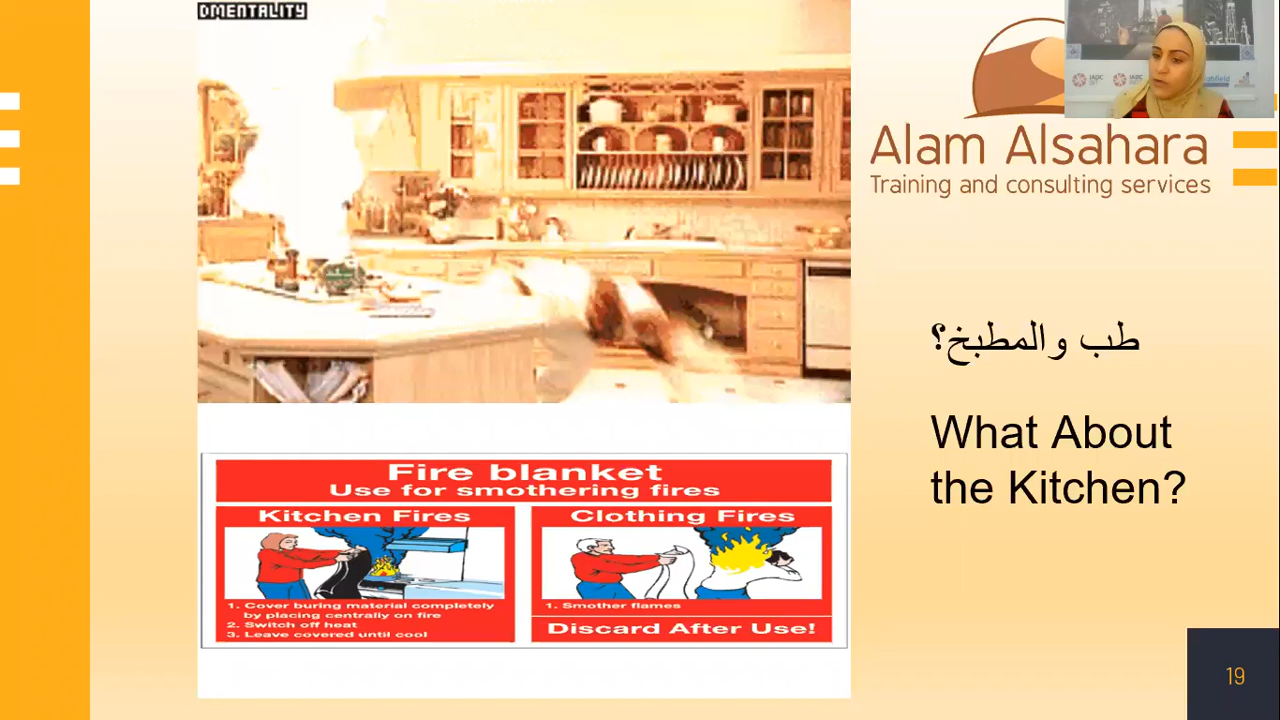 DMENTALITY
Alam Alsahara
Training and consulting services
طب والمطبخ؟
What About
the Kitchen?
Fire blanket
Use for smothering fires
Kitchen Fires
1. Cover buring material completely
by placing centrally on fire
2. Switch off heat
3. Leave covered until cool
Clothing Fires
1. Smother flames
Discard After Use!
19